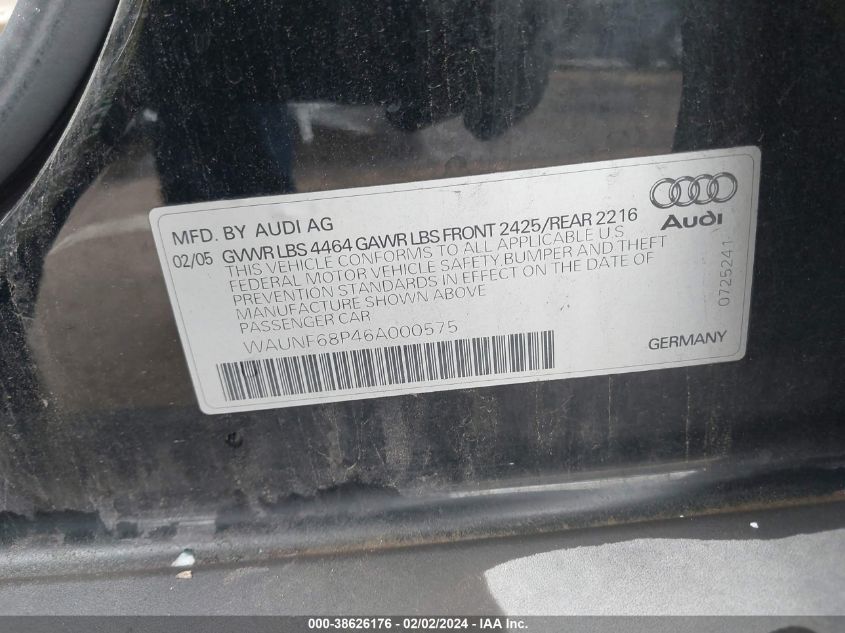 MFD. BY AUDI AG
02/05 GVWR LBS 4464 GAWR LBS FRONT 2425/REAR 2216
THIS VEHICLE CONFORMS TO ALL APPLICABLE U.S
FEDERAL MOTOR VEHICLE SAFETY, BUMPER AND THEFT
PREVENTION STANDARDS IN EFFECT ON THE DATE OF
MANUFACTURE SHOWN ABOVE
PASSENGER CAR
WAUNF68P46A000575
Audi
0725241
GERMANY
000-38626176 - 02/02/2024 - IAA Inc.